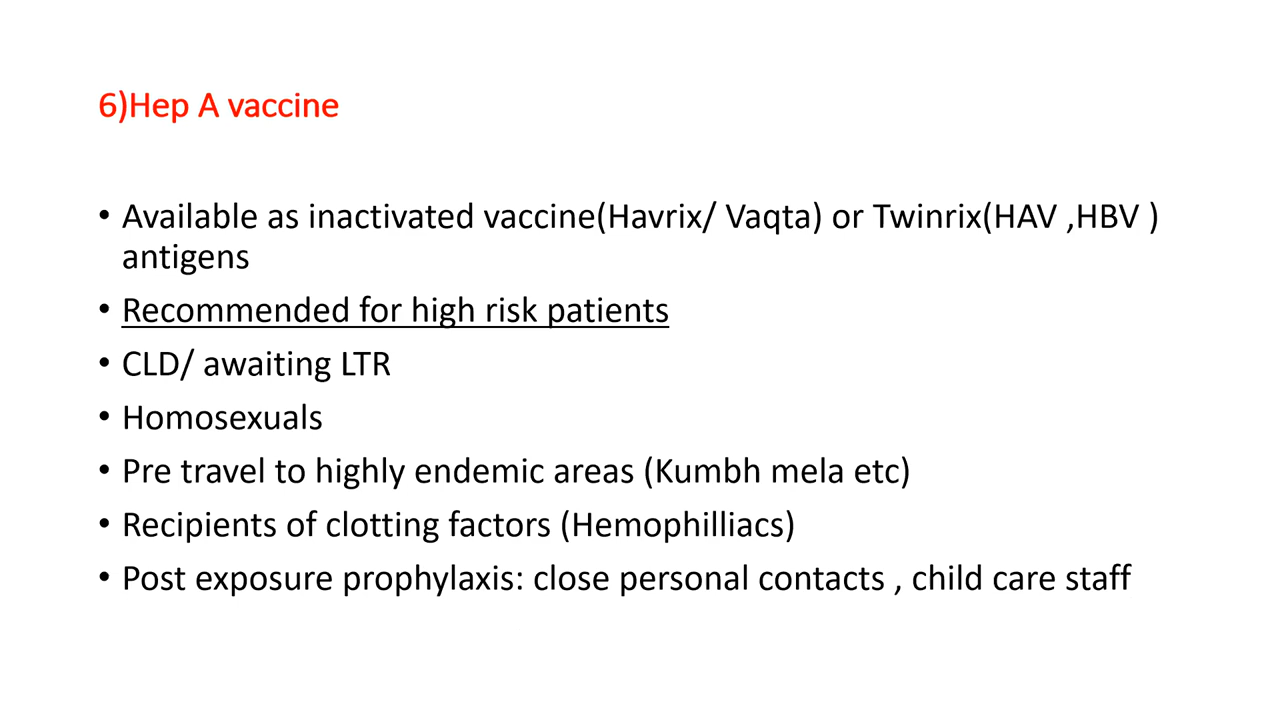 6)Hep A vaccine
• Available as inactivated vaccine(Havrix/ Vaqta) or Twinrix(HAV ,HBV )
antigens
• Recommended for high risk patients
• CLD/ awaiting LTR
• Homosexuals
• Pre travel to highly endemic areas (Kumbh mela etc)
• Recipients of clotting factors (Hemophilliacs)
• Post exposure prophylaxis: close personal contacts , child care staff